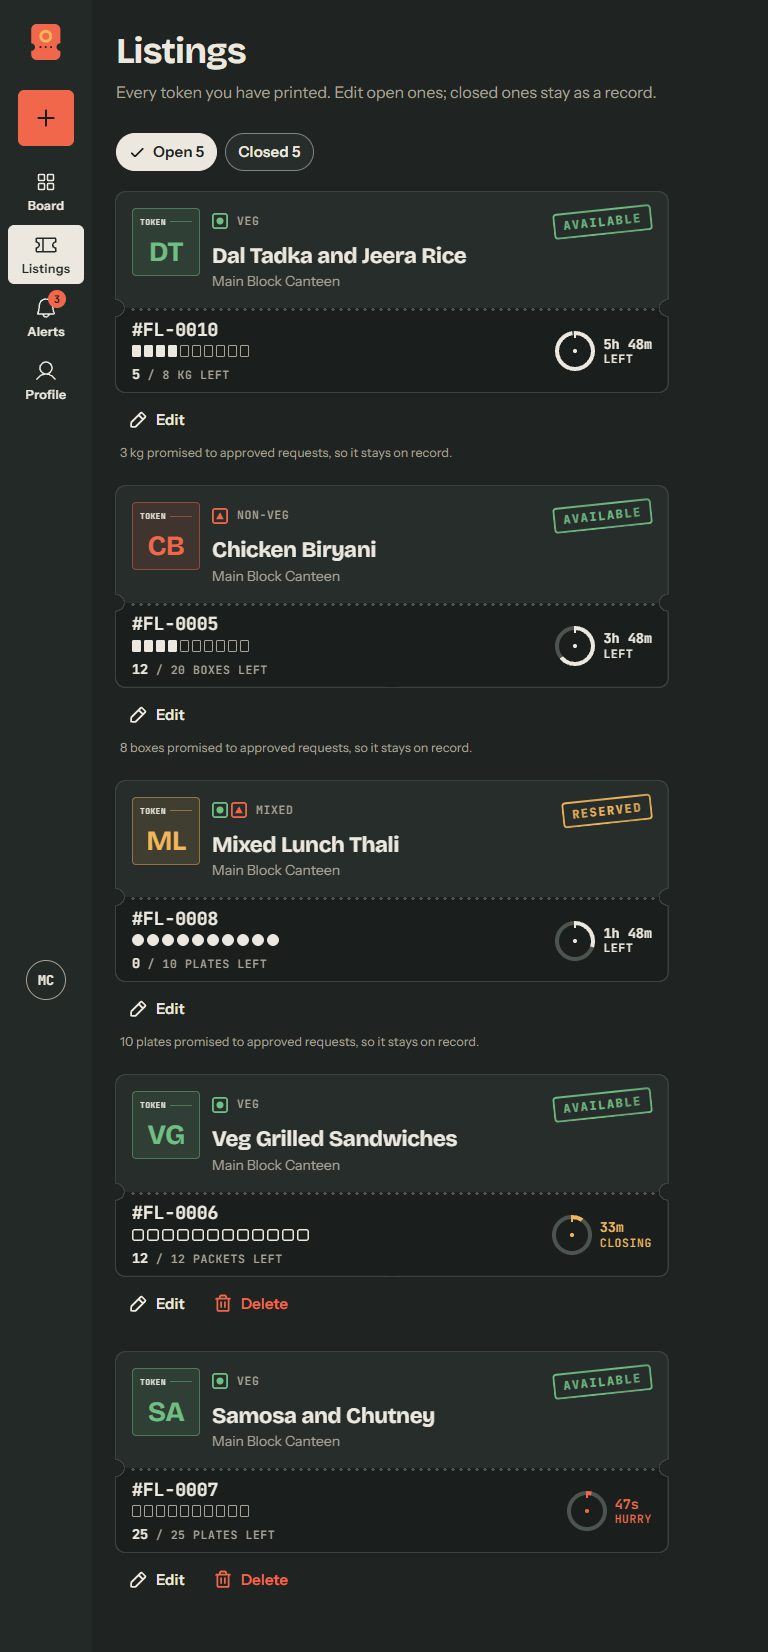 Listings
Every token you have printed. Edit open ones; closed ones stay as a record.
Open 5
Closed 5
Board
Listings
3
Alerts
Profile
MC
TOKEN
DT
VEG
AVAILABLE
Dal Tadka and Jeera Rice
Main Block Canteen
#FL-0010
5 / 8 KG LEFT
5h 48m
LEFT
Edit
3 kg promised to approved requests, so it stays on record.
TOKEN
CB
NON-VEG
AVAILABLE
Chicken Biryani
Main Block Canteen
#FL-0005
12 / 20 BOXES LEFT
3h 48m
LEFT
Edit
8 boxes promised to approved requests, so it stays on record.
TOKEN
ML
MIXED
RESERVED
Mixed Lunch Thali
Main Block Canteen
#FL-0008
0 / 10 PLATES LEFT
1h 48m
LEFT
Edit
10 plates promised to approved requests, so it stays on record.
TOKEN
VG
VEG
AVAILABLE
Veg Grilled Sandwiches
Main Block Canteen
#FL-0006
12 / 12 PACKETS LEFT
33m
CLOSING
Edit
Delete
TOKEN
SA
VEG
AVAILABLE
Samosa and Chutney
Main Block Canteen
#FL-0007
25 / 25 PLATES LEFT
47s
HURRY
Edit
Delete